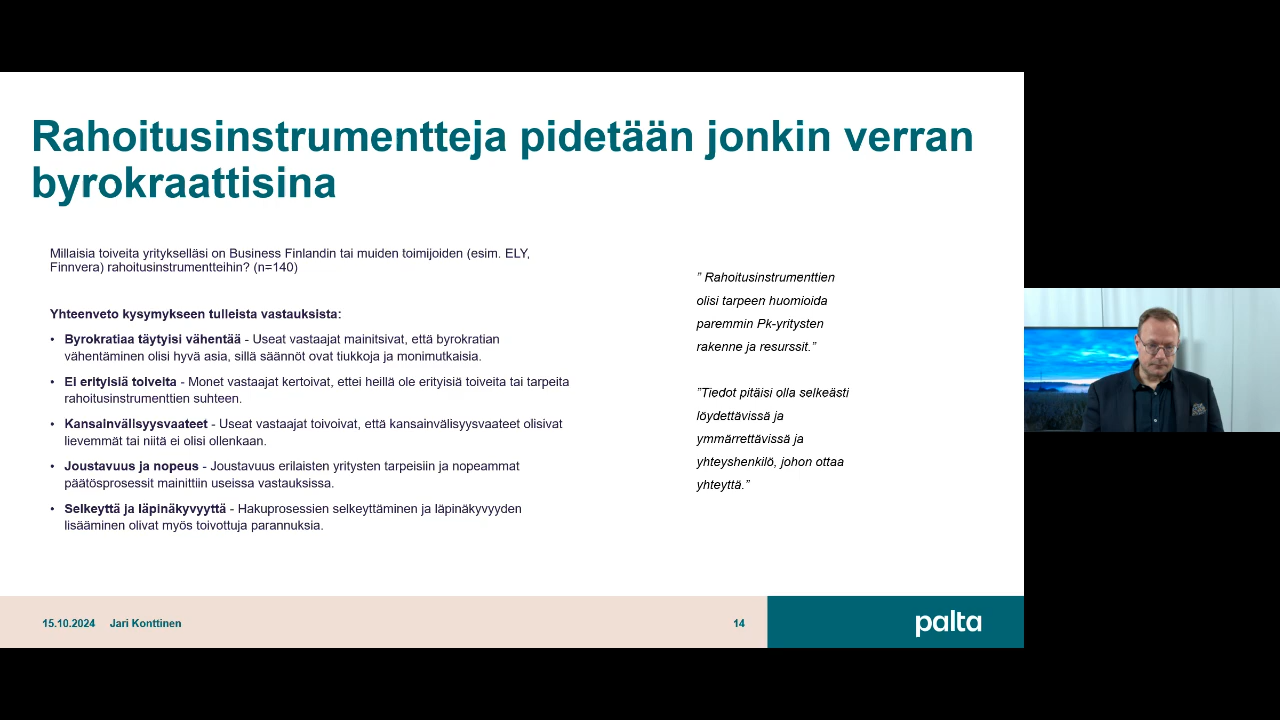 Rahoitusinstrumentteja pidetään jonkin verran
byrokraattisina
Millaisia toiveita yritykselläsi on Business Finlandin tai muiden toimijoiden (esim. ELY,
Finnvera) rahoitusinstrumentteihin? (n=140)
Yhteenveto kysymykseen tulleista vastauksista:
• Byrokratiaa täytyisi vähentää - Useat vastaajat mainitsivat, että byrokratian
vähentäminen olisi hyvä asia, sillä säännöt ovat tiukkoja ja monimutkaisia.
• Ei erityisiä toiveita - Monet vastaajat kertoivat, ettei heillä ole erityisiä toiveita tai tarpeita
rahoitusinstrumenttien suhteen.
• Kansainvälisyysvaateet - Useat vastaajat toivoivat, että kansainvälisyysvaateet olisivat
lievemmät tai niitä ei olisi ollenkaan.
• Joustavuus ja nopeus - Joustavuus erilaisten yritysten tarpeisiin ja nopeammat
päätösprosessit mainittiin useissa vastauksissa.
• Selkeyttä ja läpinäkyvyyttä - Hakuprosessien selkeyttäminen ja läpinäkyvyyden
lisääminen olivat myös toivottuja parannuksia.
” Rahoitusinstrumenttien
olisi tarpeen huomioida
paremmin Pk-yritysten
rakenne ja resurssit.”
”Tiedot pitäisi olla selkeästi
löydettävissä ja
ymmärrettävissä ja
yhteyshenkilö, johon ottaa
yhteyttä.”
15.10.2024 Jari Konttinen
14
palta